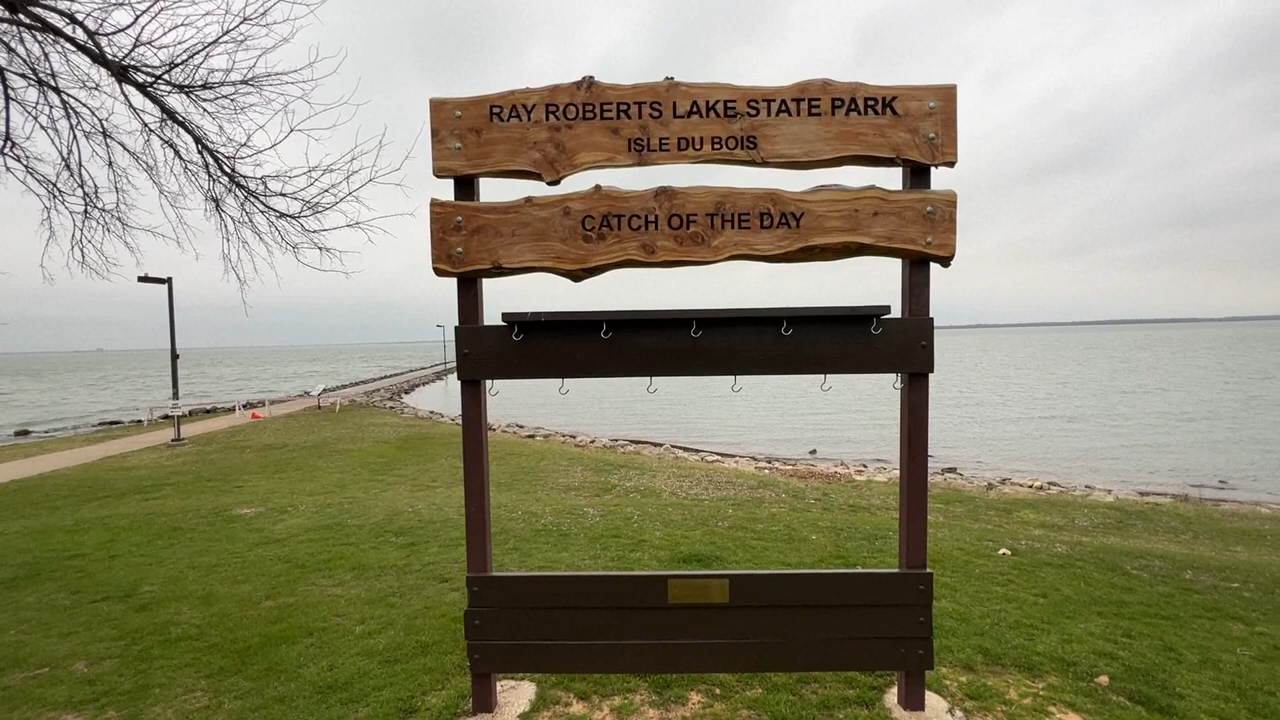 RAY ROBERTS LAKE STATE PARK
ISLE DU BOIS
CATCH OF THE DAY